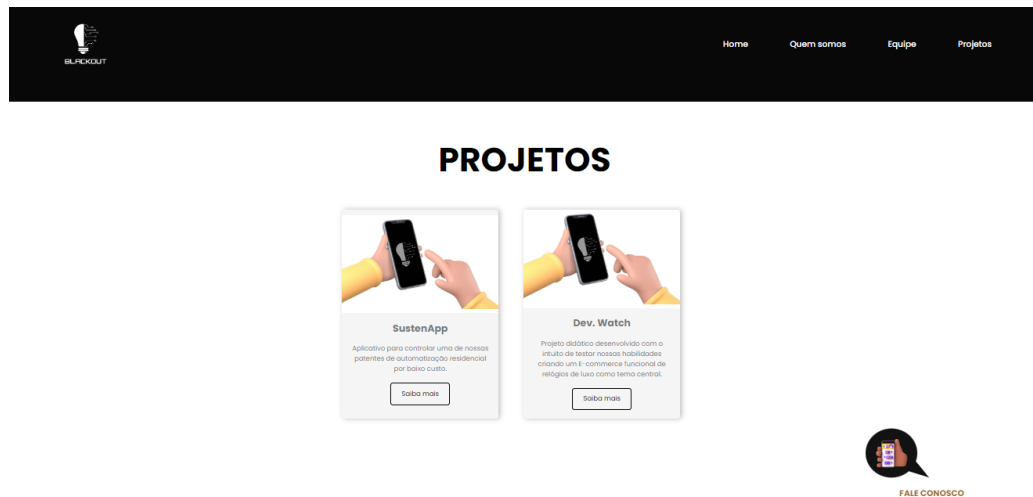 BLACKOUT
Home
Quem somos
Equipe
Projetos
PROJETOS
SustenApp
Aplicativo para controlar uma de nossas
patentes de automatização residencial
por baixo custo.
Saiba mais
Dev. Watch
Projeto didático desenvolvido com o
intuito de testar nossas habilidades
criando um E-commerce funcional de
relógios de luxo como tema central.
Saiba mais
FALE CONOSCO